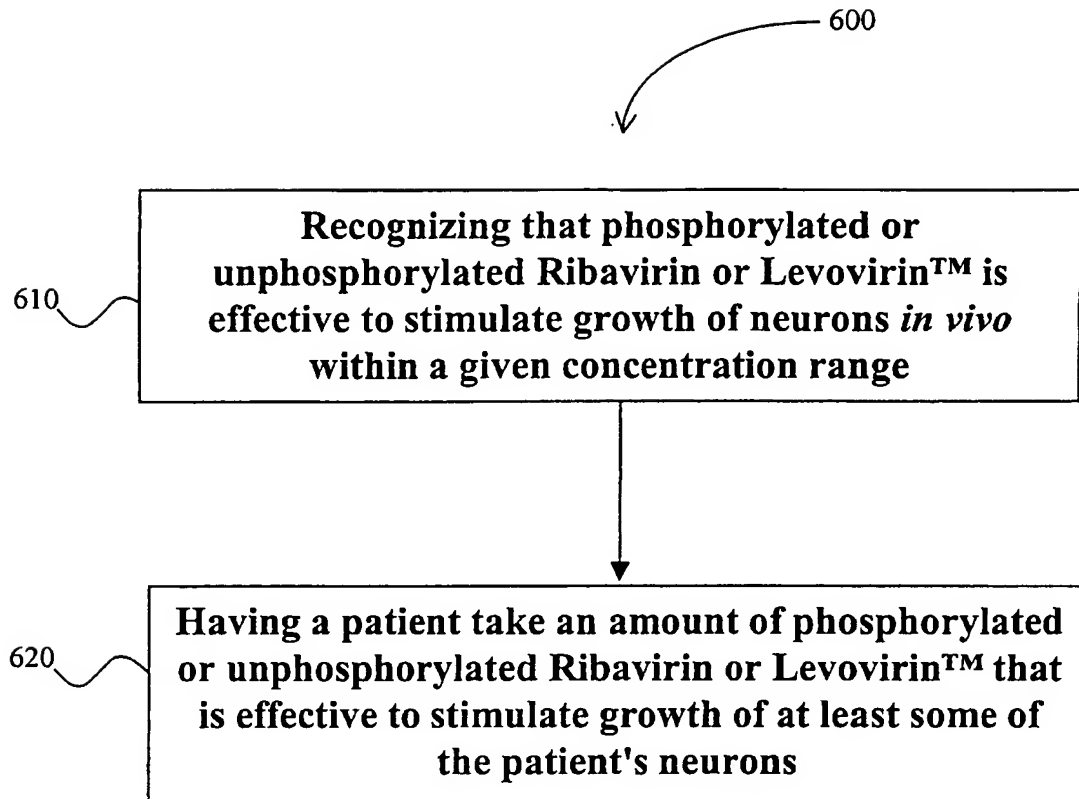 600
Recognizing that phosphorylated or
unphosphorylated Ribavirin or Levovirin™ is
610
effective to stimulate growth of neurons in vivo
within a given concentration range
Having a patient take an amount of phosphorylated
620
or unphosphorylated Ribavirin or Levovirin™ that
is effective to stimulate growth of at least some of
the patient's neurons